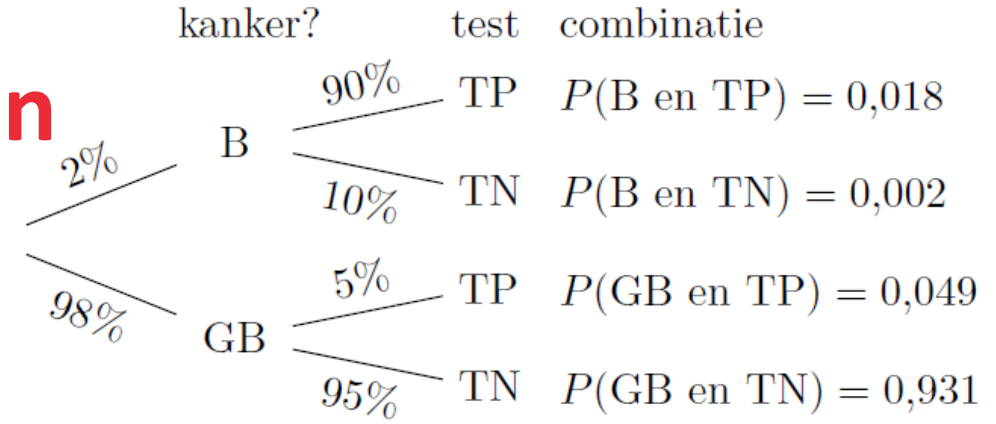 kanker? test combinatie
n
90% TP P(B en TP) = 0,018
2% B
10% TN P(B en TN) = 0,002
5% TP P(GB en TP) = 0,049
98% GB
95% TN P(GB en TN) = 0,931